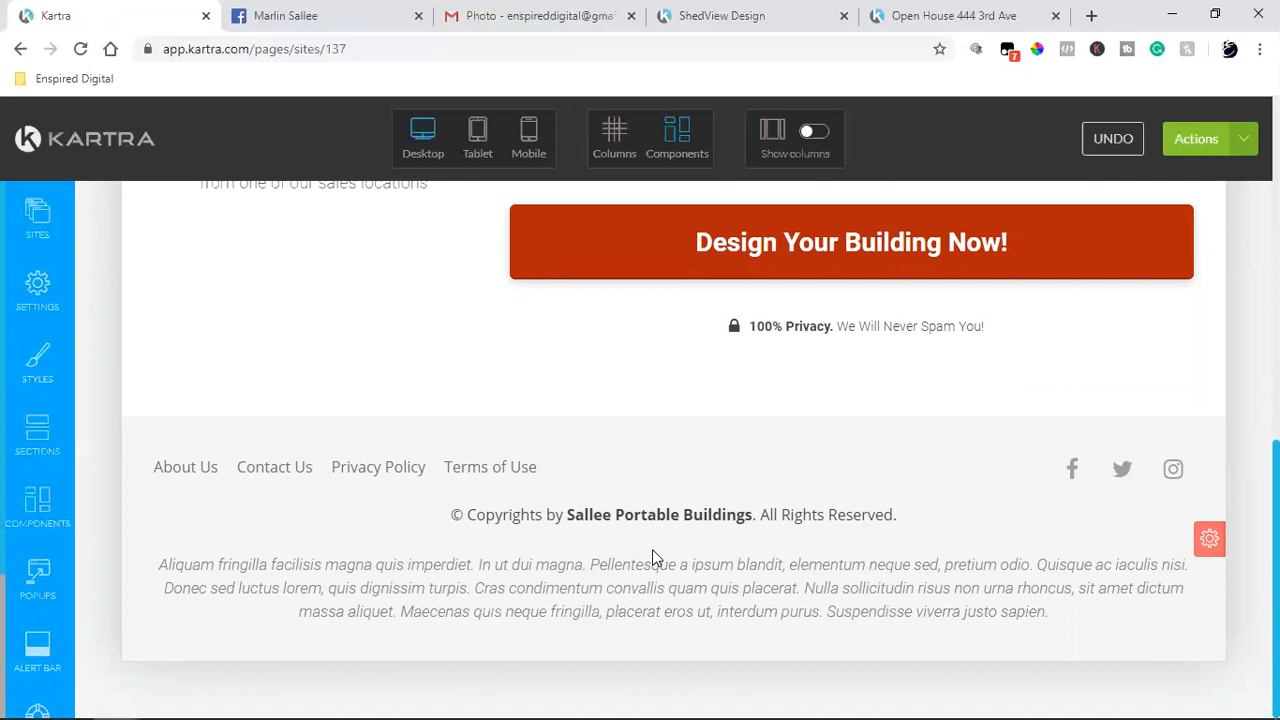 Kartra
Marlin Sallee
Photo - enspireddigital@gma
ShedView Design
Open House 444 3rd Ave
app.kartra.com/pages/sites/137
7
Enspired Digital
KARTRA
Desktop
Tablet
Mobile
Columns
Components
Show columns
UNDO
Actions
SITES
SETTINGS
STYLES
SECTIONS
COMPONENTS
POPUPS
ALERT BAR
from one of our sales locations
Design Your Building Now!
100% Privacy. We Will Never Spam You!
About Us Contact Us Privacy Policy Terms of Use
© Copyrights by Sallee Portable Buildings. All Rights Reserved.
Aliquam fringilla facilisis magna quis imperdiet. In ut dui magna. Pellentesque a ipsum blandit, elementum neque sed, pretium odio. Quisque ac iaculis nisi.
Donec sed luctus lorem, quis dignissim turpis. Cras condimentum convallis quam quis placerat. Nulla sollicitudin risus non urna rhoncus, sit amet dictum
massa aliquet. Maecenas quis neque fringilla, placerat eros ut, interdum purus. Suspendisse viverra justo sapien.